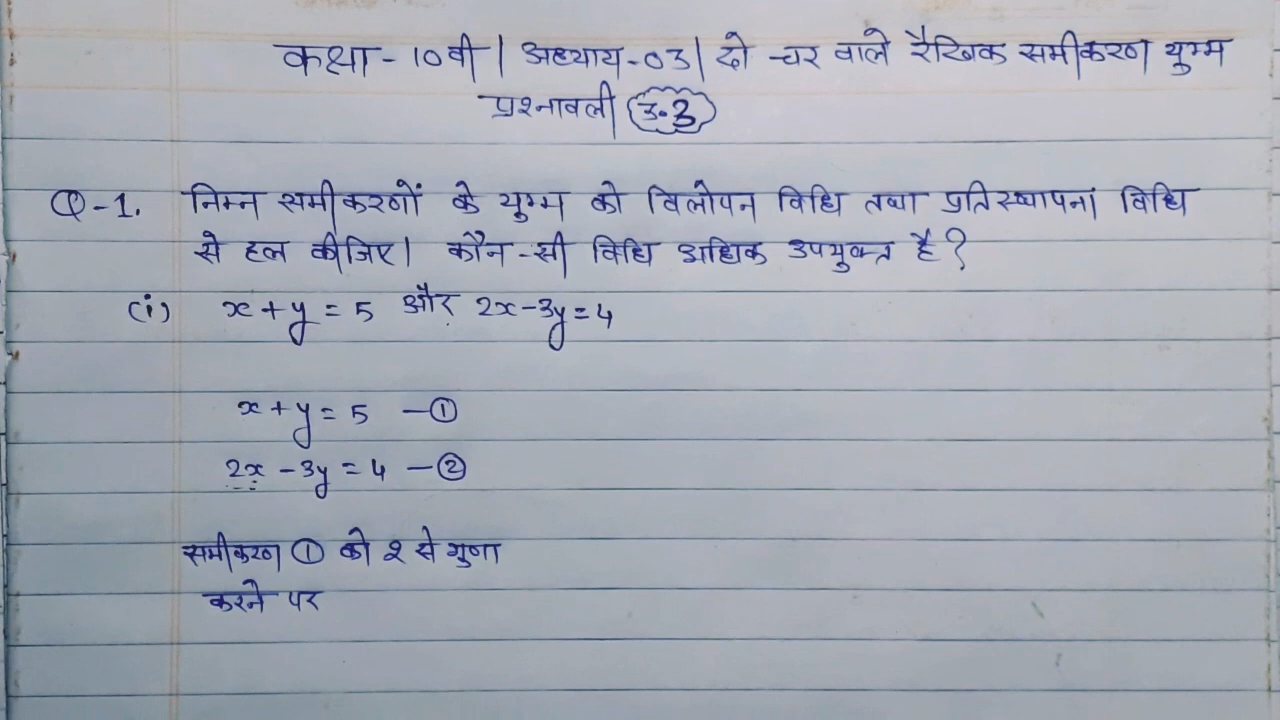 कक्षा - 10वी | अध्याय - 03 | दो चर वाले रैखिक समीकरण युग्म
प्रश्नावली 3.3
Q-1. निम्न समीकरणों के युग्म को विलोपन विधि तथा प्रतिस्थापना विधि
से हल कीजिए। कौन-सी विधि अधिक उपयुक्त है?
(i) x + y = 5 और 2x - 3y = 4
x + y = 5 — ①
2x - 3y = 4 — ②
समीकरण ① को २ से गुणा
करने पर